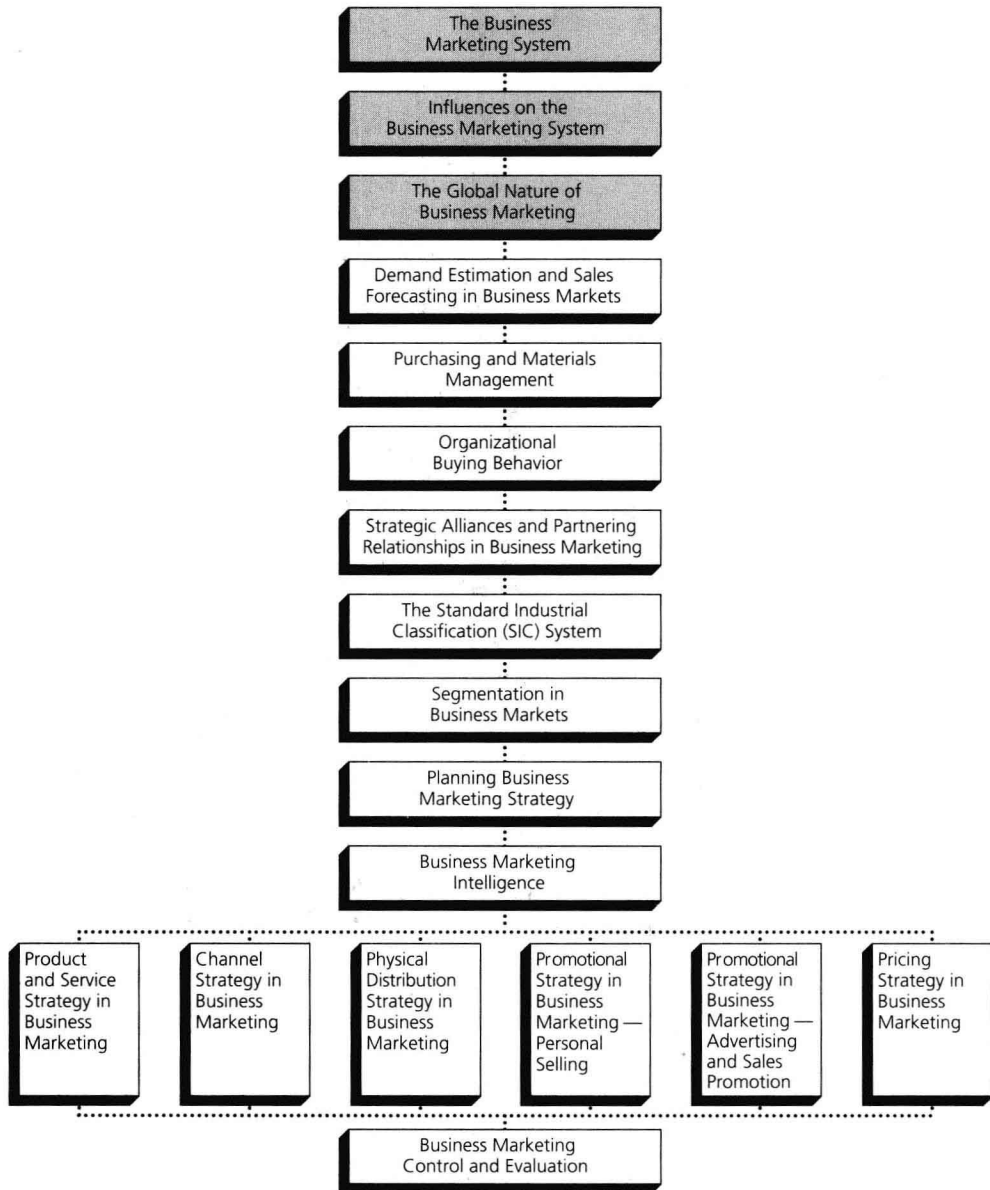 The Business
Marketing System
Influences on the
Business Marketing System
The Global Nature of
Business Marketing
Demand Estimation and Sales
Forecasting in Business Markets
Purchasing and Materials
Management
Organizational
Buying Behavior
Strategic Alliances and Partnering
Relationships in Business Marketing
The Standard Industrial
Classification (SIC) System
Segmentation in
Business Markets
Planning Business
Marketing Strategy
Business Marketing
Intelligence
Product
and Service
Strategy in
Business
Marketing
Channel
Strategy in
Business
Marketing
Physical
Distribution
Strategy in
Business
Marketing
Promotional
Strategy in
Business
Marketing —
Personal
Selling
Promotional
Strategy in
Business
Marketing —
Advertising
and Sales
Promotion
Pricing
Strategy in
Business
Marketing
Business Marketing
Control and Evaluation